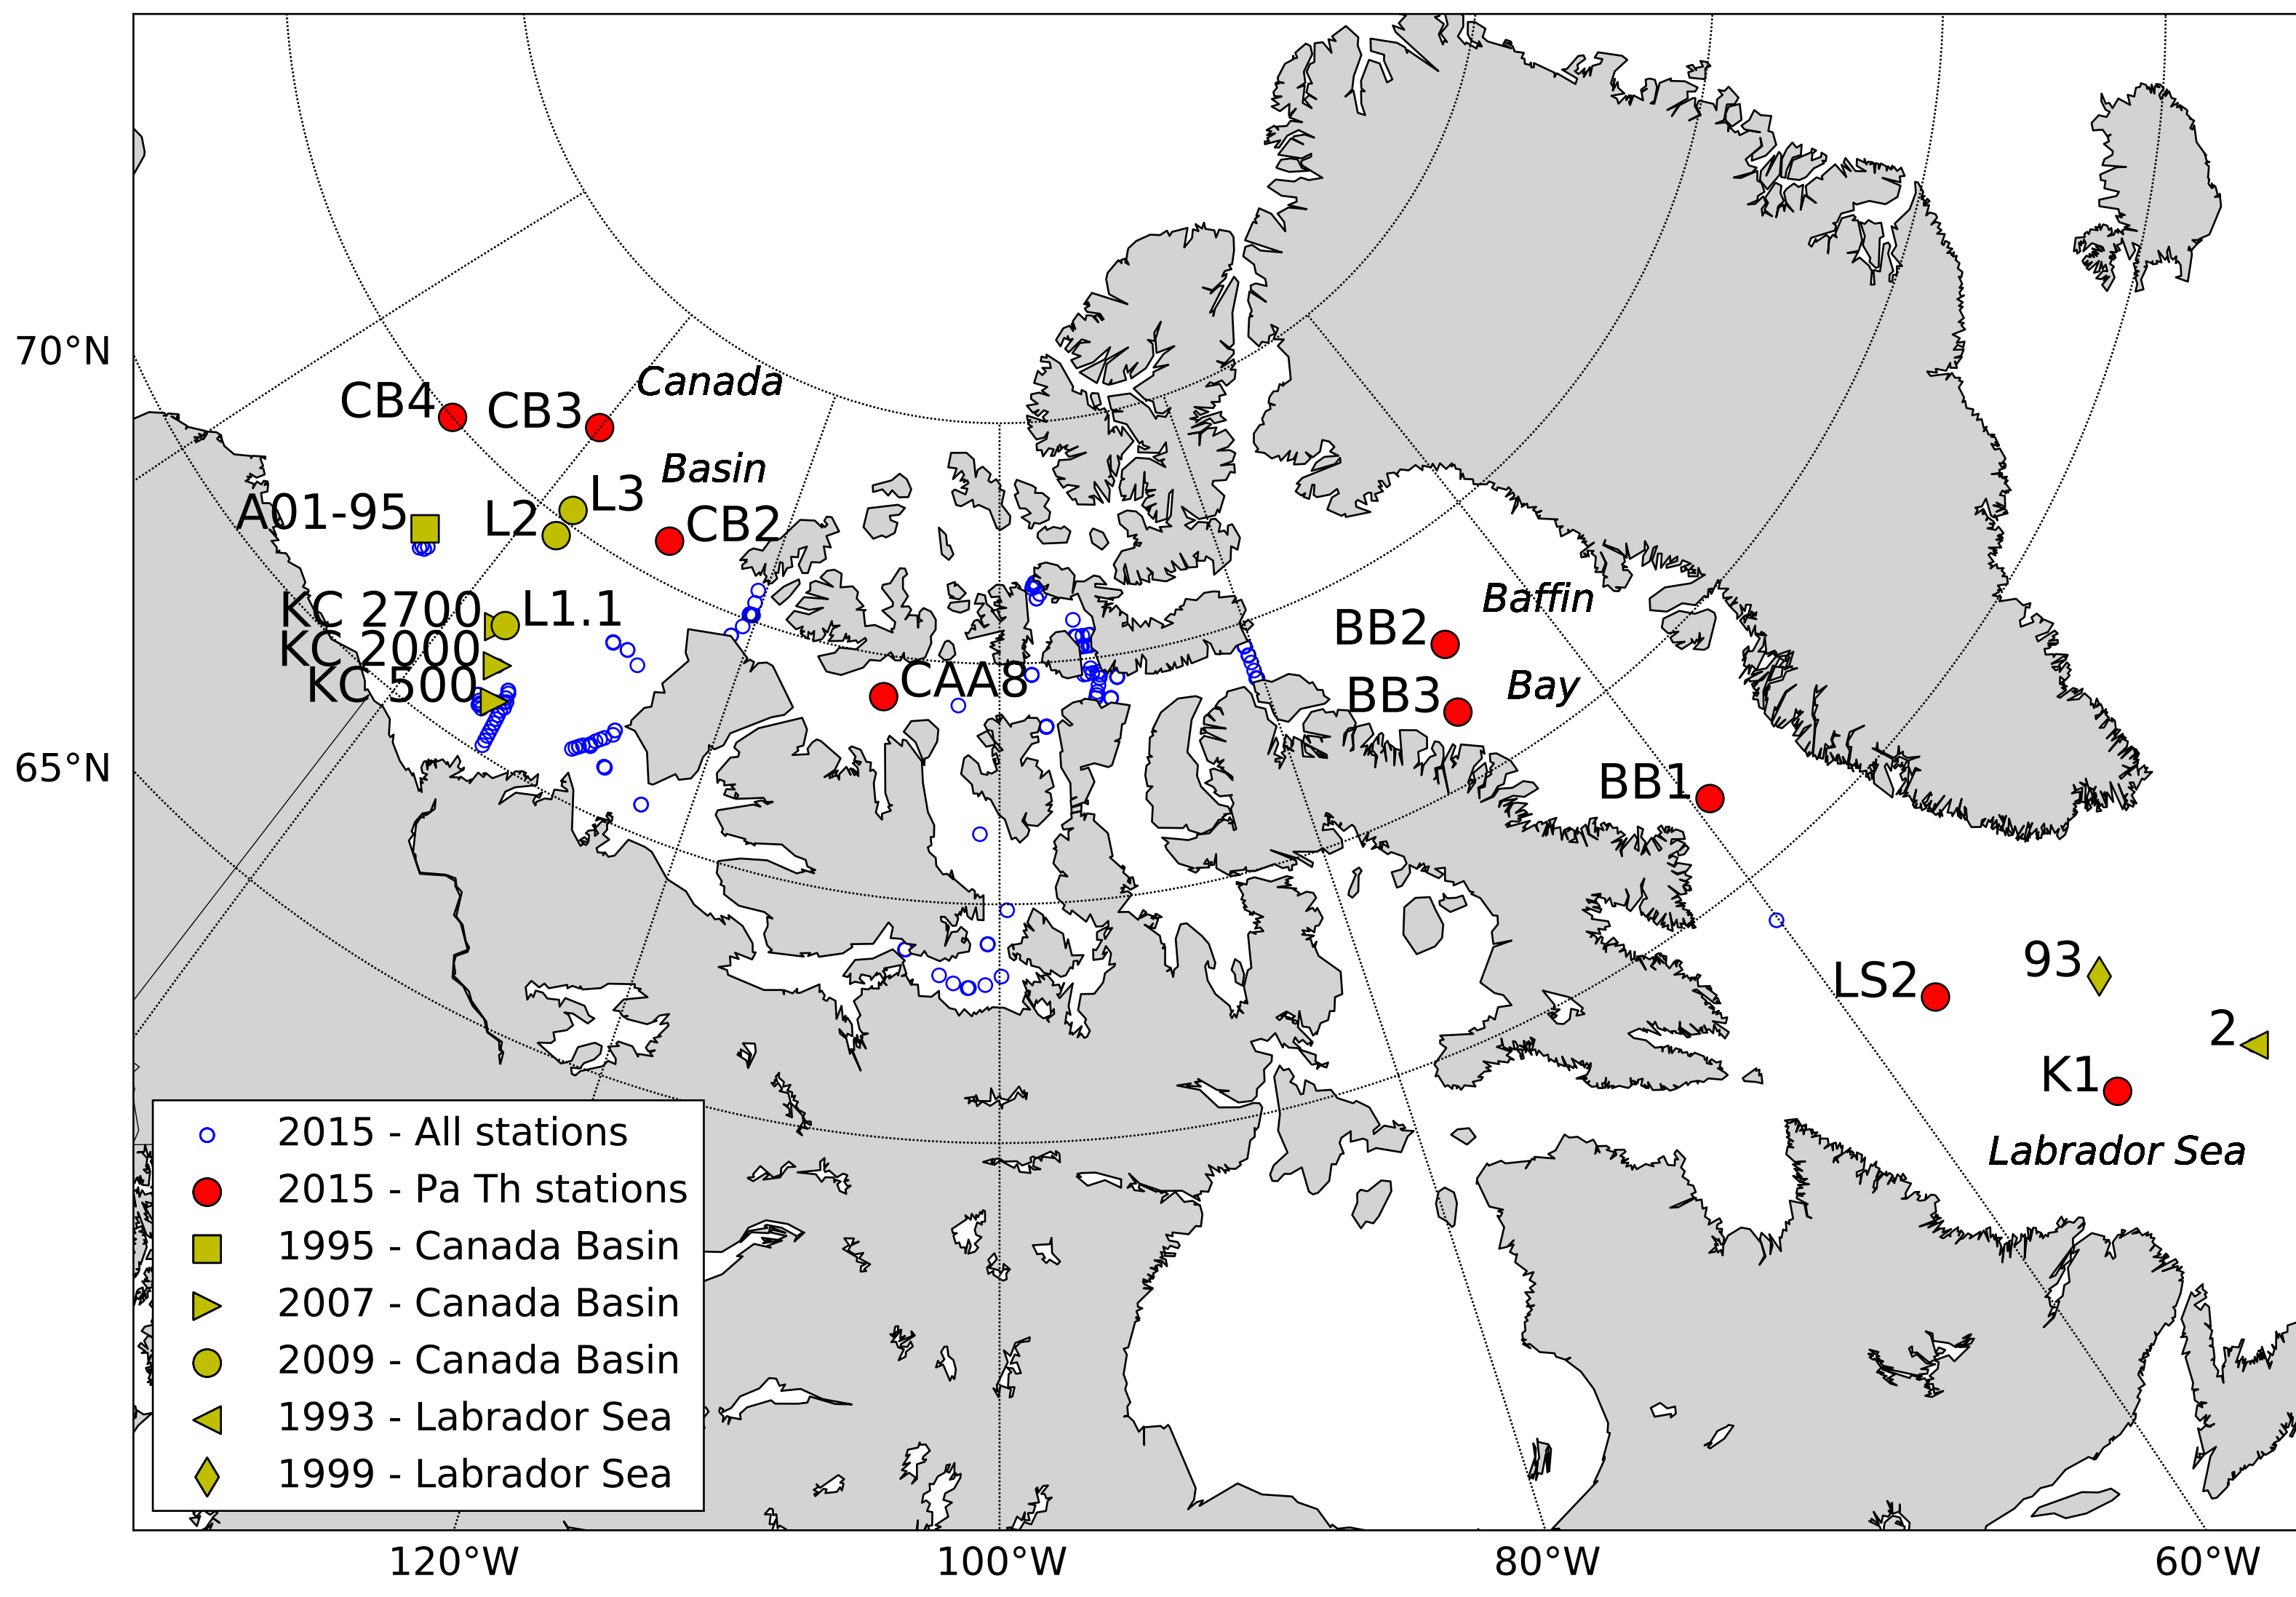 70°N
65°N
Canada
Basin
CB4
CB3
A01-95
L2
L3
CB2
KC 2700
L1.1
KC 2000
KC 500
CAA8
Baffin
Bay
BB2
BB3
BB1
LS2
93
2
K1
Labrador Sea
2015 - All stations
2015 - Pa Th stations
1995 - Canada Basin
2007 - Canada Basin
2009 - Canada Basin
1993 - Labrador Sea
1999 - Labrador Sea
120°W
100°W
80°W
60°W